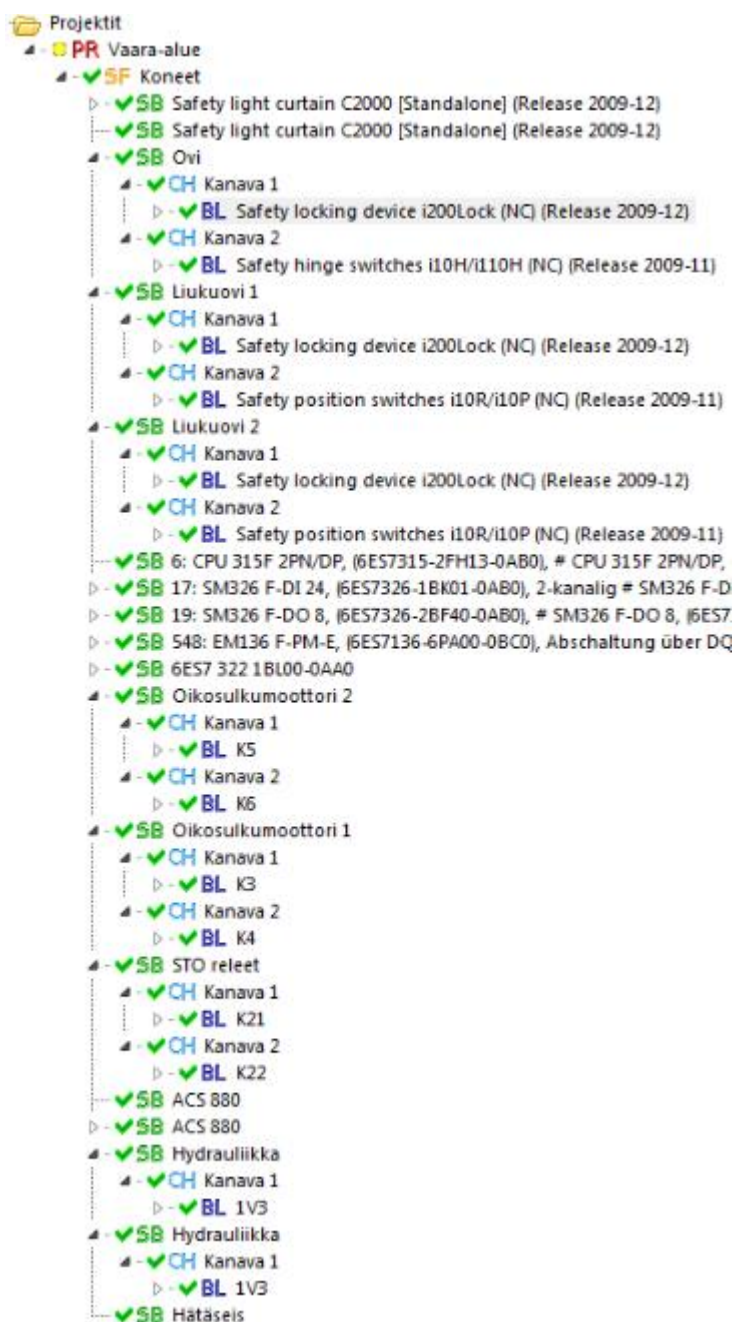 Projektit
PR Vaara-alue
SF Koneet
SB Safety light curtain C2000 [Standalone] (Release 2009-12)
SB Safety light curtain C2000 [Standalone] (Release 2009-12)
SB Ovi
CH Kanava 1
BL Safety locking device i200Lock (NC) (Release 2009-12)
CH Kanava 2
BL Safety hinge switches i10H/i110H (NC) (Release 2009-11)
SB Liukuovi 1
CH Kanava 1
BL Safety locking device i200Lock (NC) (Release 2009-12)
CH Kanava 2
BL Safety position switches i10R/i10P (NC) (Release 2009-11)
SB Liukuovi 2
CH Kanava 1
BL Safety locking device i200Lock (NC) (Release 2009-12)
CH Kanava 2
BL Safety position switches i10R/i10P (NC) (Release 2009-11)
SB 6: CPU 315F 2PN/DP, (6ES7315-2FH13-0AB0), # CPU 315F 2PN/DP,
SB 17: SM326 F-DI 24, (6ES7326-1BK01-0AB0), 2-kanalig # SM326 F-D
SB 19: SM326 F-DO 8, (6ES7326-2BF40-0AB0), # SM326 F-DO 8, (6ES7
SB 548: EM136 F-PM-E, (6ES7136-6PA00-0BC0), Abschaltung über DQ
SB 6ES7 322 1BL00-0AA0
SB Oikosulkumoottori 2
CH Kanava 1
BL K5
CH Kanava 2
BL K6
SB Oikosulkumoottori 1
CH Kanava 1
BL K3
CH Kanava 2
BL K4
SB STO releet
CH Kanava 1
BL K21
CH Kanava 2
BL K22
SB ACS 880
SB ACS 880
SB Hydrauliikka
CH Kanava 1
BL 1V3
SB Hydrauliikka
CH Kanava 1
BL 1V3
SB Hätäseis